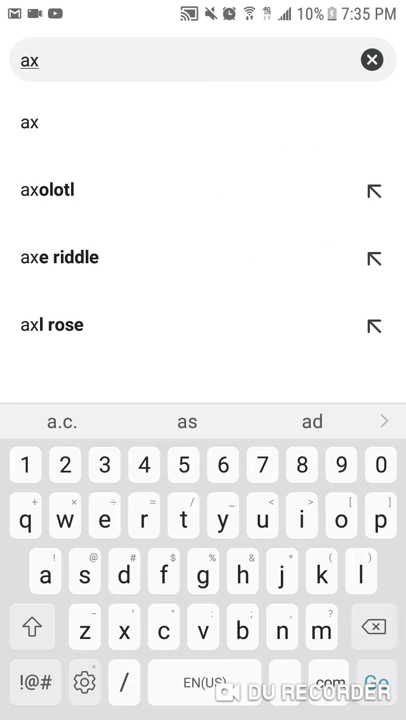 10% 7:35 PM
ax
ax
axolotl
axe riddle
axl rose
a.c. as ad
1 2 3 4 5 6 7 8 9 0
+ × ÷ = / _ < > [ ]
q w e r t y u i o p
! @ # $ % & * ( )
a s d f g h j k l
- ' " : ; , ?
z x c v b n m
!@# / EN(US) .com Go
DU RECORDER